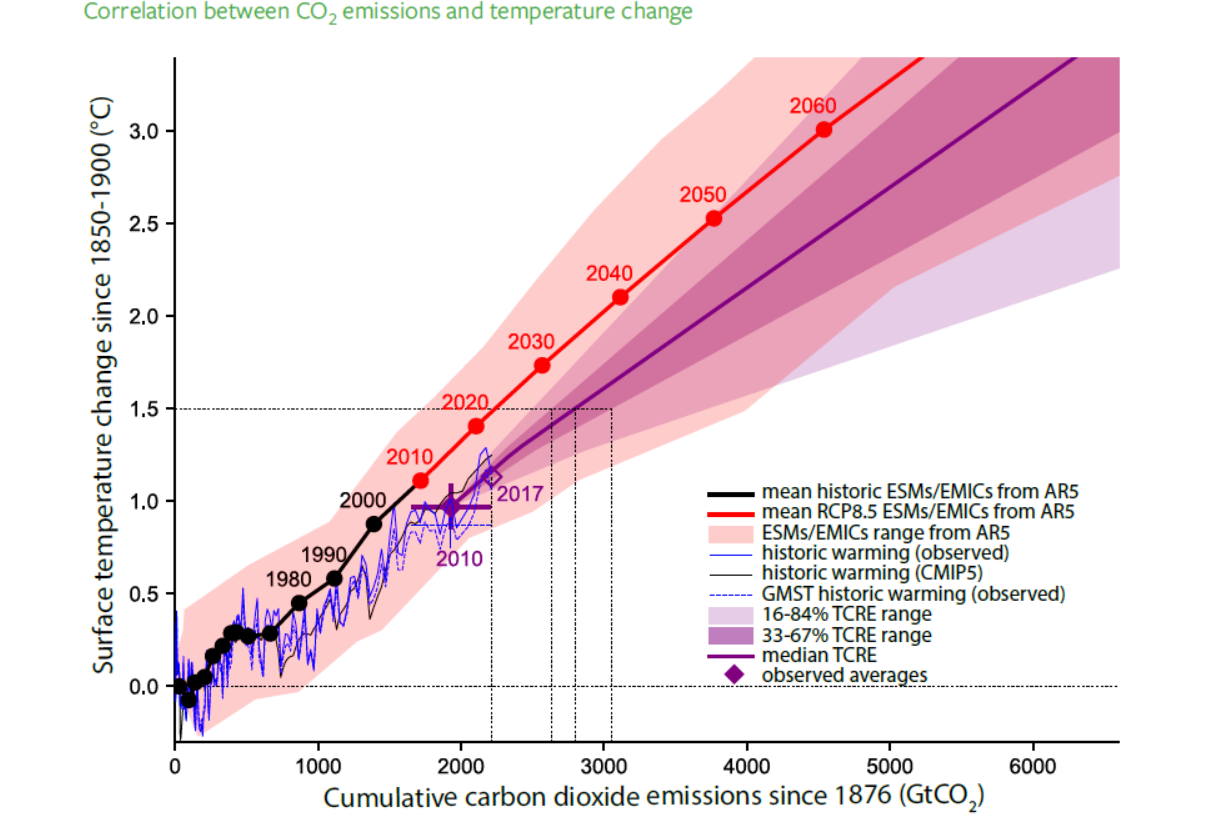 Correlation between CO₂ emissions and temperature change
Surface temperature change since 1850-1900 (°C)
3.0
2.5
2.0
1.5
1.0
0.5
0.0
2060
2050
2040
2030
2020
2010
2000
1990
1980
2017
2010
mean historic ESMs/EMICs from AR5
mean RCP8.5 ESMs/EMICs from AR5
ESMs/EMICs range from AR5
historic warming (observed)
historic warming (CMIP5)
GMST historic warming (observed)
16-84% TCRE range
33-67% TCRE range
median TCRE
observed averages
0 1000 2000 3000 4000 5000 6000
Cumulative carbon dioxide emissions since 1876 (GtCO₂)